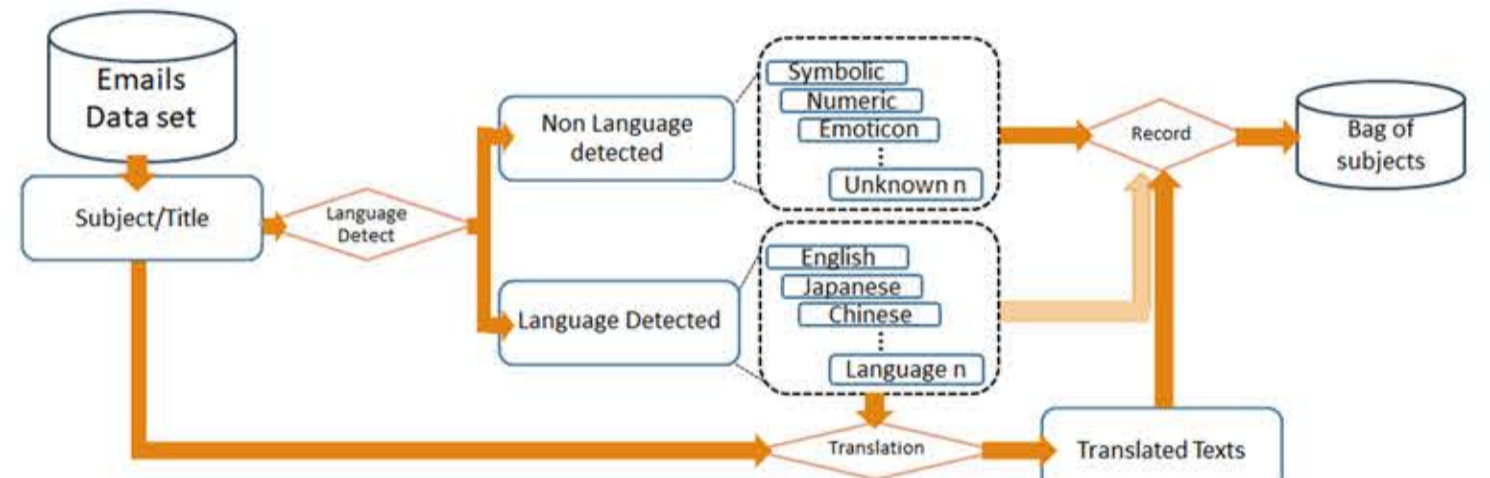 Emails
Data set
Subject/Title
Language
Detect
Non Language
detected
Language Detected
Symbolic
Numeric
Emoticon
Unknown n
English
Japanese
Chinese
Language n
Translation
Translated Texts
Record
Bag of
subjects